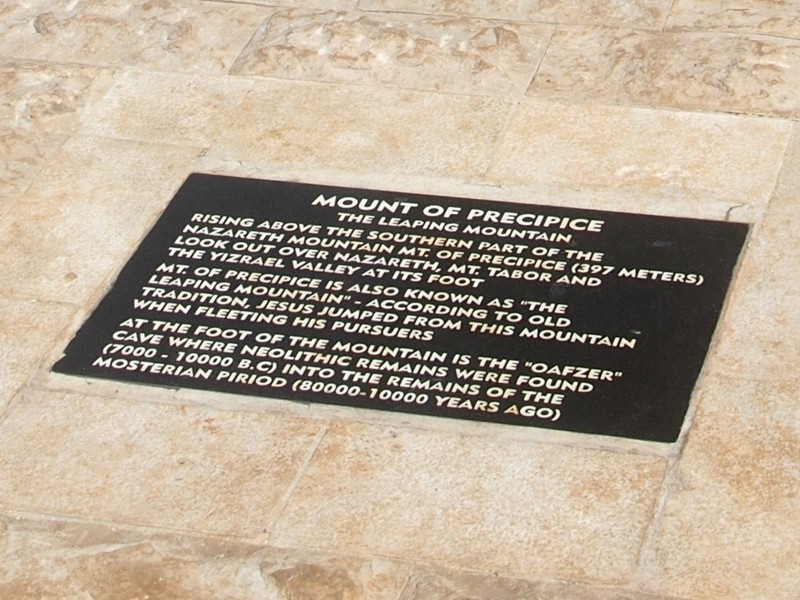 MOUNT OF PRECIPICE
THE LEAPING MOUNTAIN
RISING ABOVE THE SOUTHERN PART OF THE
NAZARETH MOUNTAIN MT. OF PRECIPICE (397 METERS)
LOOK OUT OVER NAZARETH, MT. TABOR AND
THE YIZRAEL VALLEY AT ITS FOOT
MT. OF PRECIPICE IS ALSO KNOWN AS "THE
LEAPING MOUNTAIN" - ACCORDING TO OLD
TRADITION, JESUS JUMPED FROM THIS MOUNTAIN
WHEN FLEETING HIS PURSUERS
AT THE FOOT OF THE MOUNTAIN IS THE "OAFZER"
CAVE WHERE NEOLITHIC REMAINS WERE FOUND
(7000 - 10000 B.C) INTO THE REMAINS OF THE
MOSTERIAN PIRIOD (80000-10000 YEARS AGO)